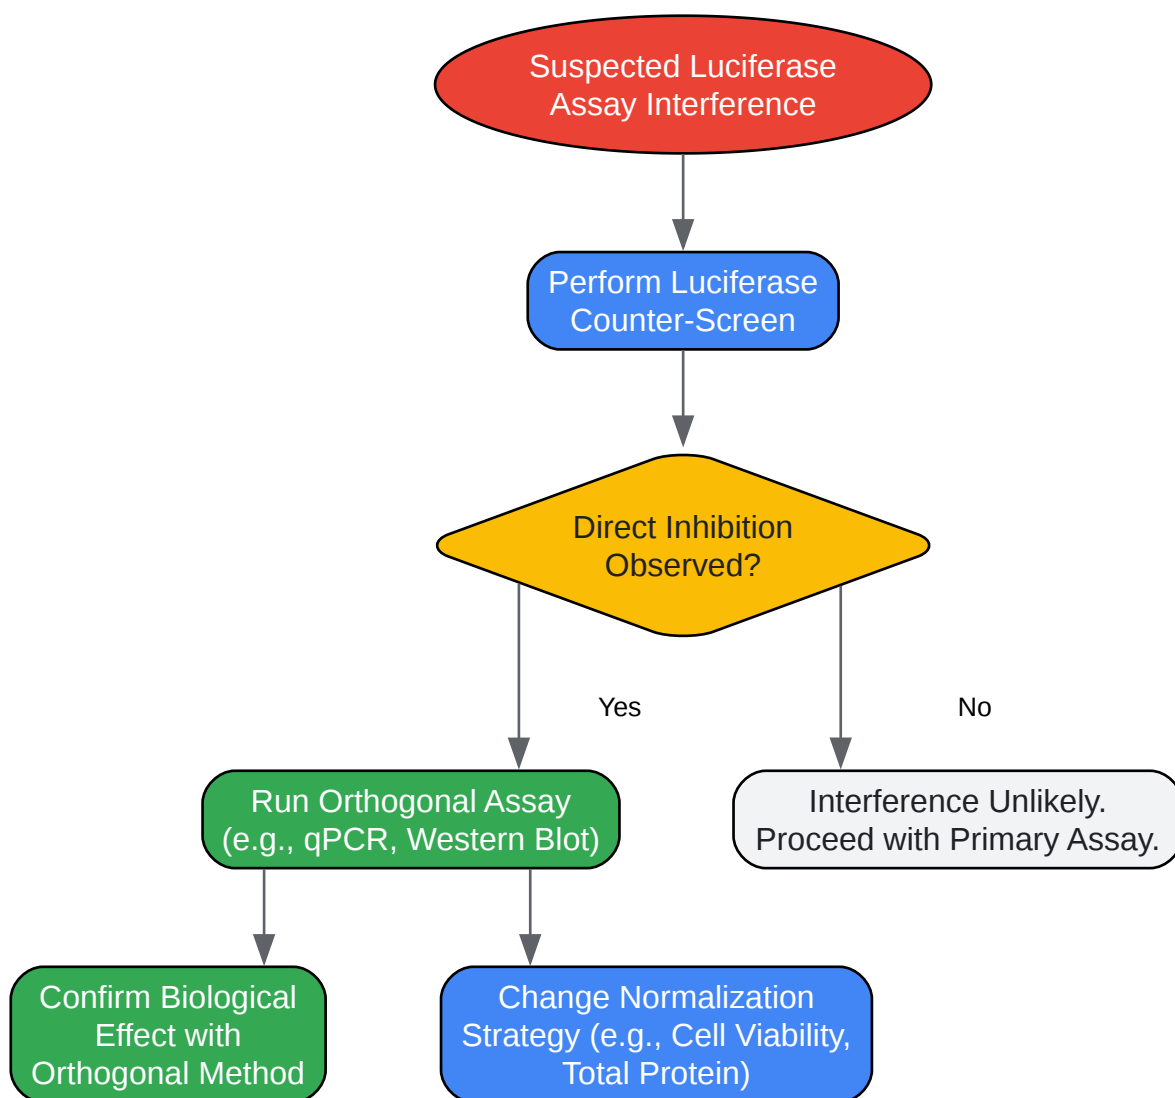 Suspected Luciferase
Assay Interference
Perform Luciferase
Counter-Screen
Direct Inhibition
Observed?
Yes
No
Run Orthogonal Assay
(e.g., qPCR, Western Blot)
Interference Unlikely.
Proceed with Primary Assay.
Confirm Biological
Effect with
Orthogonal Method
Change Normalization
Strategy (e.g., Cell Viability,
Total Protein)